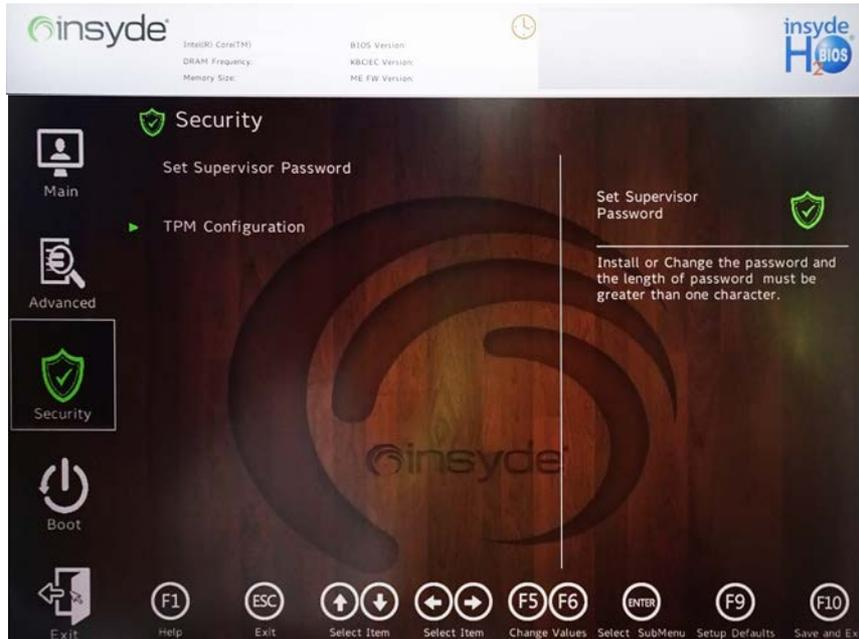 insyde
Intel(R) Core(TM)
DRAM Frequency:
Memory Size:
BIOS Version:
KBC/EC Version:
ME FW Version:
insyde
H2O BIOS
Main
Advanced
Security
Boot
Exit
Security
Set Supervisor Password
TPM Configuration
Set Supervisor
Password
Install or Change the password and
the length of password must be
greater than one character.
insyde
F1
Help
ESC
Exit
Select Item
Select Item
F5 F6
Change Values
ENTER
Select SubMenu
F9
Setup Defaults
F10
Save and E